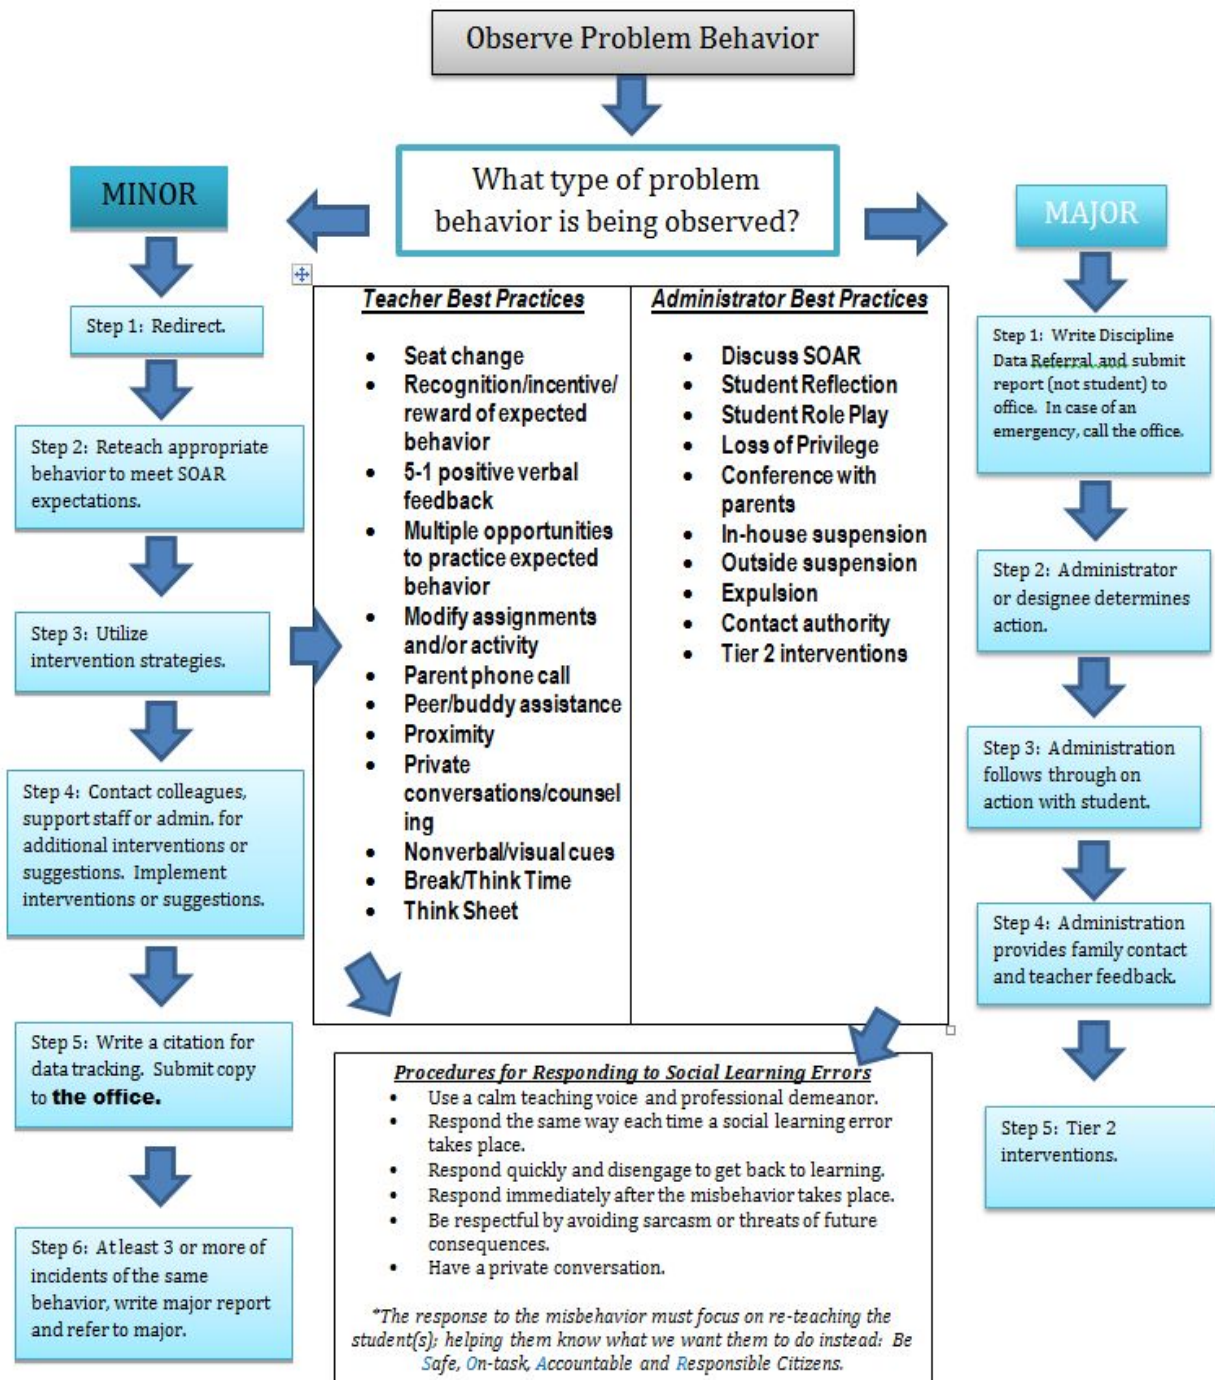 Observe Problem Behavior
What type of problem
behavior is being observed?
MINOR
Step 1: Redirect.
Step 2: Reteach appropriate
behavior to meet SOAR
expectations.
Step 3: Utilize
intervention strategies.
Step 4: Contact colleagues,
support staff or admin. for
additional interventions or
suggestions. Implement
interventions or suggestions.
Step 5: Write a citation for
data tracking. Submit copy
to the office.
Step 6: At least 3 or more of
incidents of the same
behavior, write major report
and refer to major.
Teacher Best Practices
• Seat change
• Recognition/incentive/
reward of expected
behavior
• 5-1 positive verbal
feedback
• Multiple opportunities
to practice expected
behavior
• Modify assignments
and/or activity
• Parent phone call
• Peer/buddy assistance
• Proximity
• Private
conversations/counsel
ing
• Nonverbal/visual cues
• Break/Think Time
• Think Sheet
Administrator Best Practices
• Discuss SOAR
• Student Reflection
• Student Role Play
• Loss of Privilege
• Conference with
parents
• In-house suspension
• Outside suspension
• Expulsion
• Contact authority
• Tier 2 interventions
MAJOR
Step 1: Write Discipline
Data Referral and submit
report (not student) to
office. In case of an
emergency, call the office.
Step 2: Administrator
or designee determines
action.
Step 3: Administration
follows through on
action with student.
Step 4: Administration
provides family contact
and teacher feedback.
Step 5: Tier 2
interventions.
Procedures for Responding to Social Learning Errors
• Use a calm teaching voice and professional demeanor.
• Respond the same way each time a social learning error
takes place.
• Respond quickly and disengage to get back to learning.
• Respond immediately after the misbehavior takes place.
• Be respectful by avoiding sarcasm or threats of future
consequences.
• Have a private conversation.
*The response to the misbehavior must focus on re-teaching the
student(s); helping them know what we want them to do instead: Be
Safe, On-task, Accountable and Responsible Citizens.